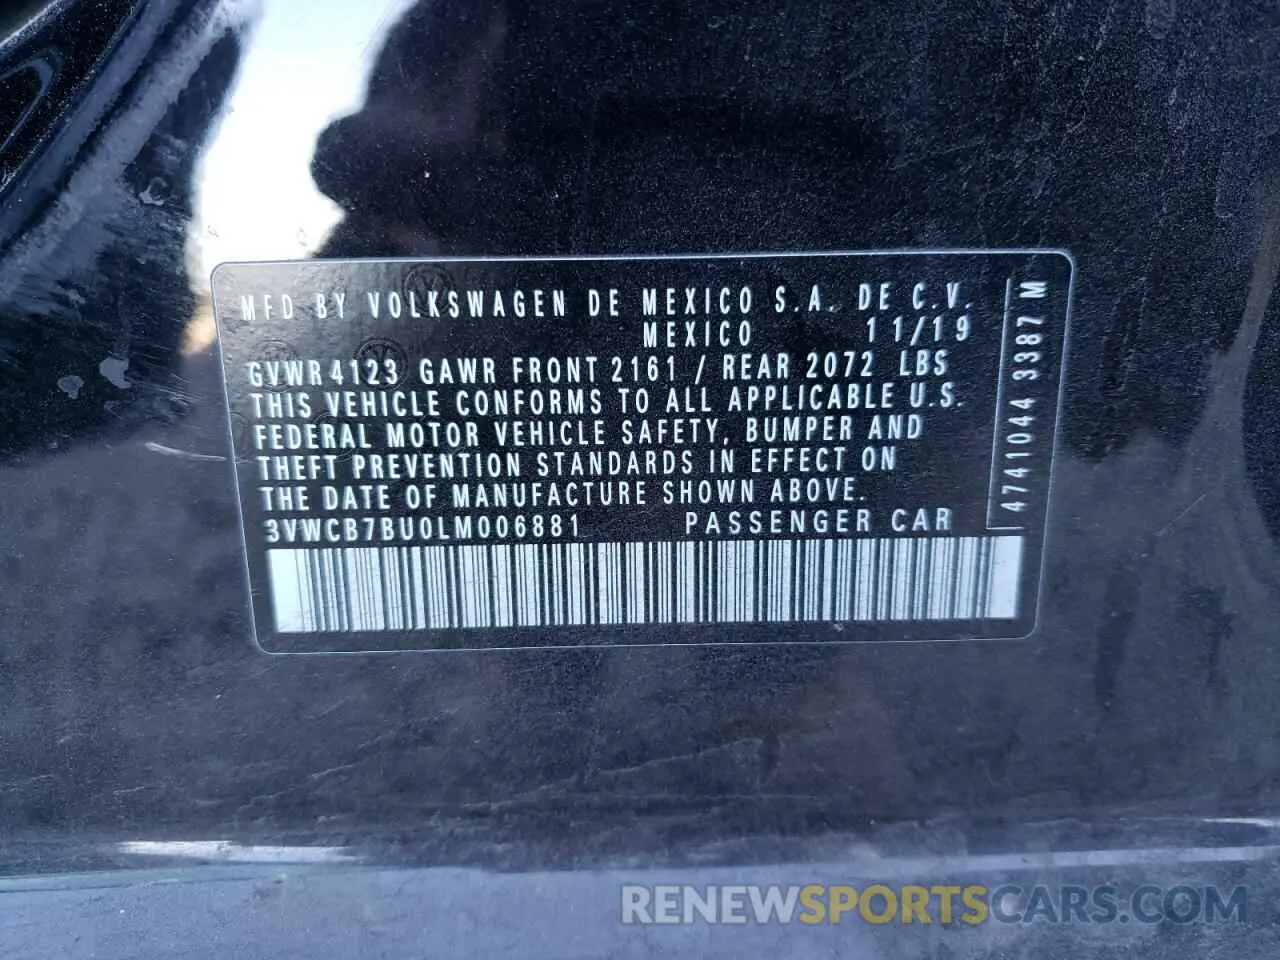 MFD BY VOLKSWAGEN DE MEXICO S.A. DE C.V.
MEXICO 11/19
GVWR 4123 GAWR FRONT 2161 / REAR 2072 LBS
THIS VEHICLE CONFORMS TO ALL APPLICABLE U.S.
FEDERAL MOTOR VEHICLE SAFETY, BUMPER AND
THEFT PREVENTION STANDARDS IN EFFECT ON
THE DATE OF MANUFACTURE SHOWN ABOVE.
3VWCB7BU0LM006881 PASSENGER CAR
4741044 3387 M
RENEWSPORTSCARS.COM